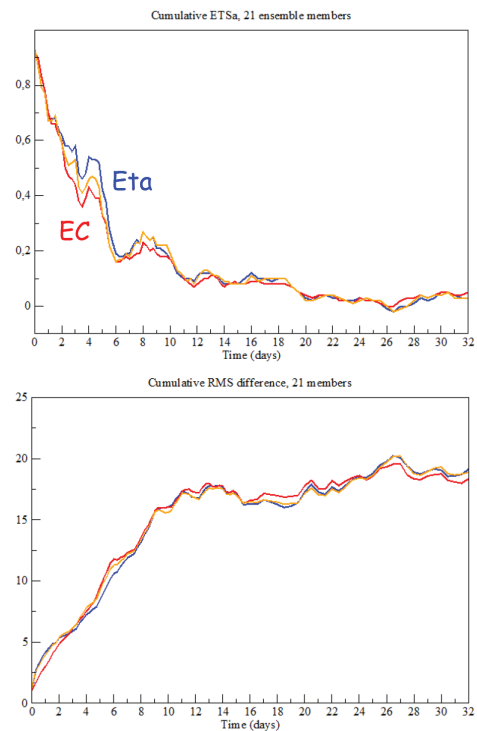 Cumulative ETSa, 21 ensemble members
0,8
0,6
0,4
0,2
0
Eta
EC
0 2 4 6 8 10 12 14 16 18 20 22 24 26 28 30 32
Time (days)
Cumulative RMS difference, 21 members
25
20
15
10
5
0
0 2 4 6 8 10 12 14 16 18 20 22 24 26 28 30 32
Time (days)